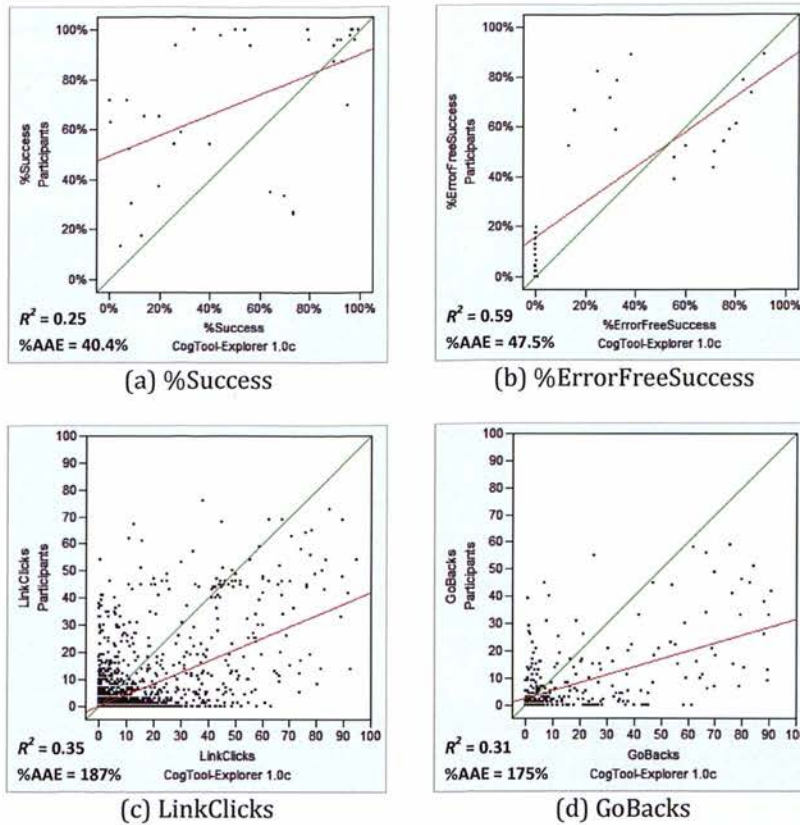 100%
80%
60%
40%
20%
0%
%Success
Participants
0% 20% 40% 60% 80% 100%
R² = 0.25
%Success
%AAE = 40.4%
CogTool-Explorer 1.0c
(a) %Success
100%
80%
60%
40%
20%
0%
%ErrorFreeSuccess
Participants
0% 20% 40% 60% 80% 100%
R² = 0.59
%ErrorFreeSuccess
%AAE = 47.5%
CogTool-Explorer 1.0c
(b) %ErrorFreeSuccess
100
90
80
70
60
50
40
30
20
10
0
LinkClicks
Participants
0 10 20 30 40 50 60 70 80 90 100
R² = 0.35
LinkClicks
%AAE = 187%
CogTool-Explorer 1.0c
(c) LinkClicks
100
90
80
70
60
50
40
30
20
10
0
GoBacks
Participants
0 10 20 30 40 50 60 70 80 90 100
R² = 0.31
GoBacks
%AAE = 175%
CogTool-Explorer 1.0c
(d) GoBacks